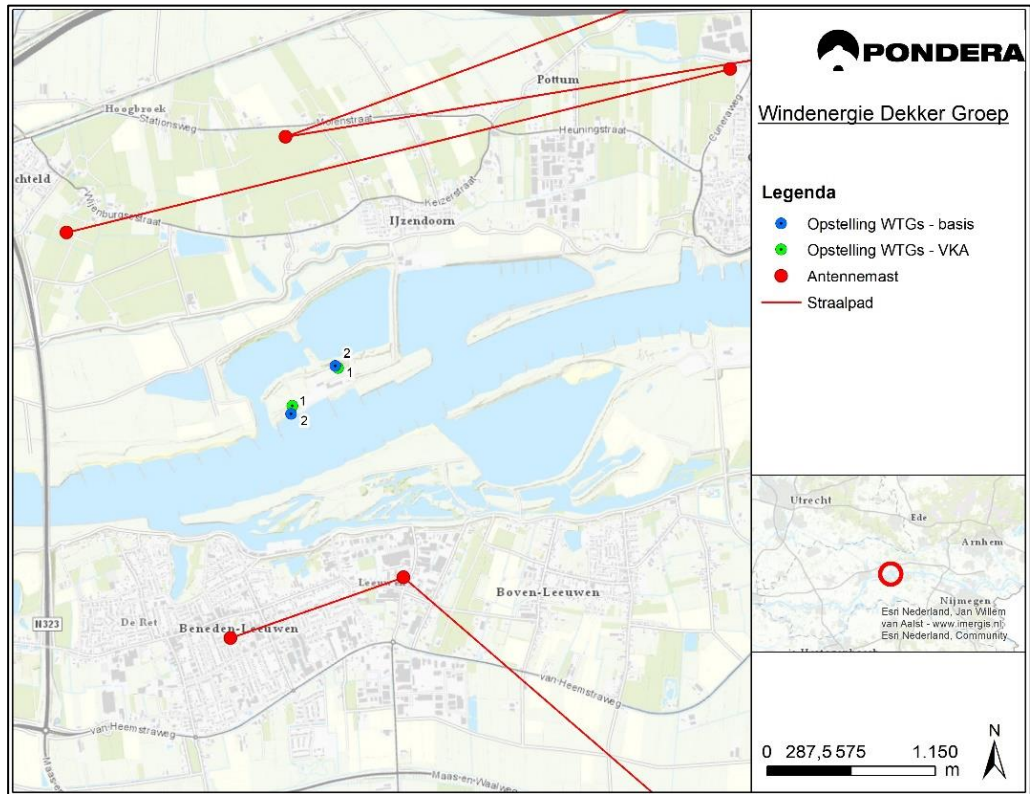 Hoogbroek
Stationsweg
Molenstraat
Pottum
Heuningstraat
Cuneraweg
chteld
Wijenburgsestraat
Keizerstraat
IJzendoorn
2
1
1
2
N323
De Ret
Beneden-Leeuwen
Leeuwen
Boven-Leeuwen
van-Heemstraweg
van-Heemstraweg
Maas-en-Waalweg
Maas-en
PONDERA
Windenergie Dekker Groep
Legenda
Opstelling WTGs - basis
Opstelling WTGs - VKA
Antennemast
Straalpad
Utrecht
Ede
Arnhem
Nijmegen
Esri Nederland, Jan Willem
van Aalst - www.imergis.nl,
Esri Nederland, Community
0 287,5 575 1.150
m
N